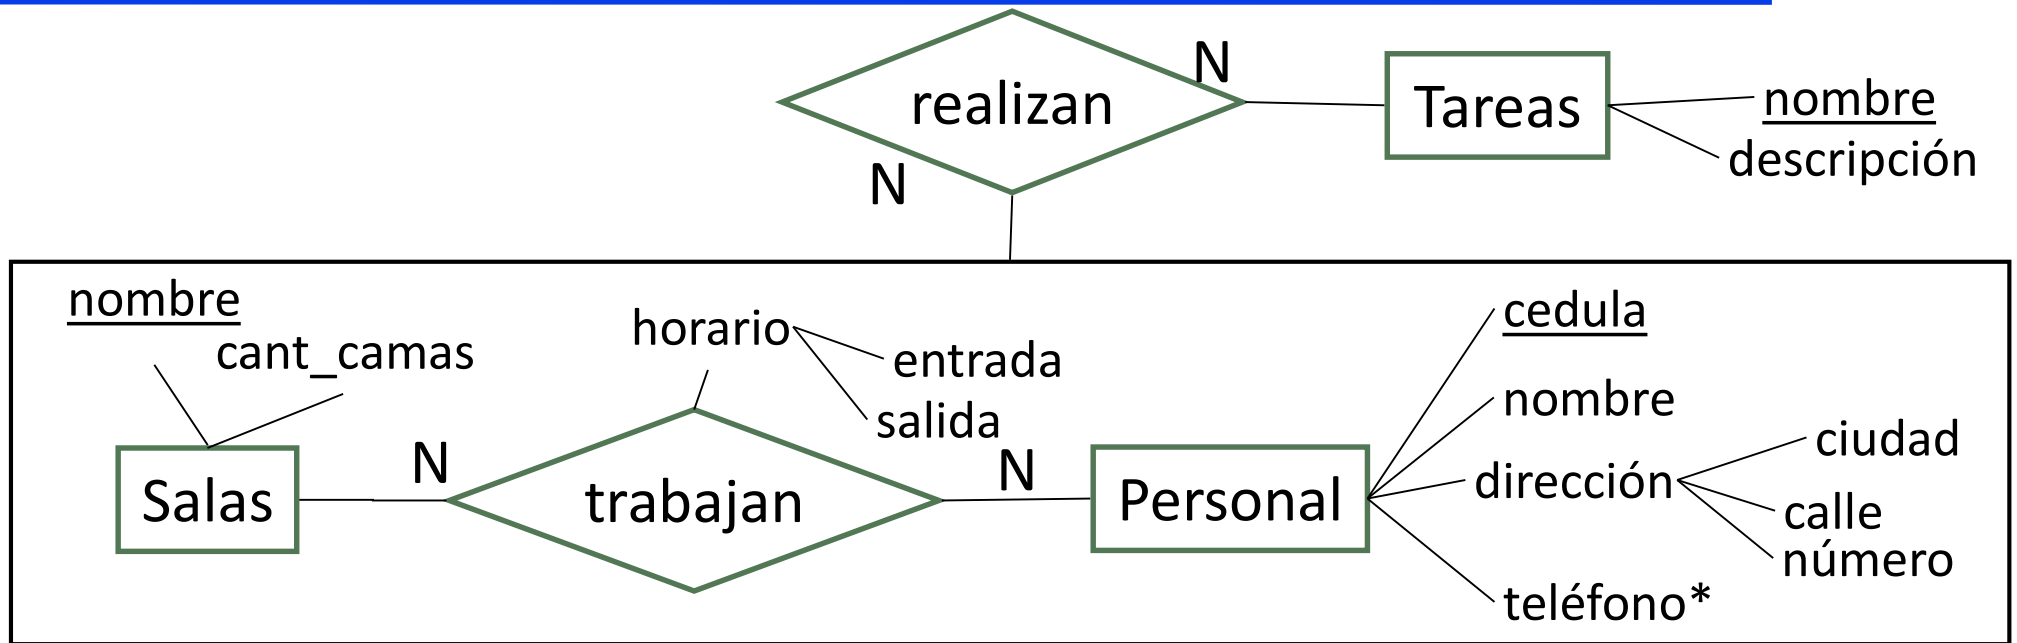 N
realizan
Tareas
nombre
descripción
N
nombre
cant_camas
horario
entrada
salida
cedula
nombre
dirección
ciudad
calle
número
teléfono*
Salas
N
trabajan
N
Personal